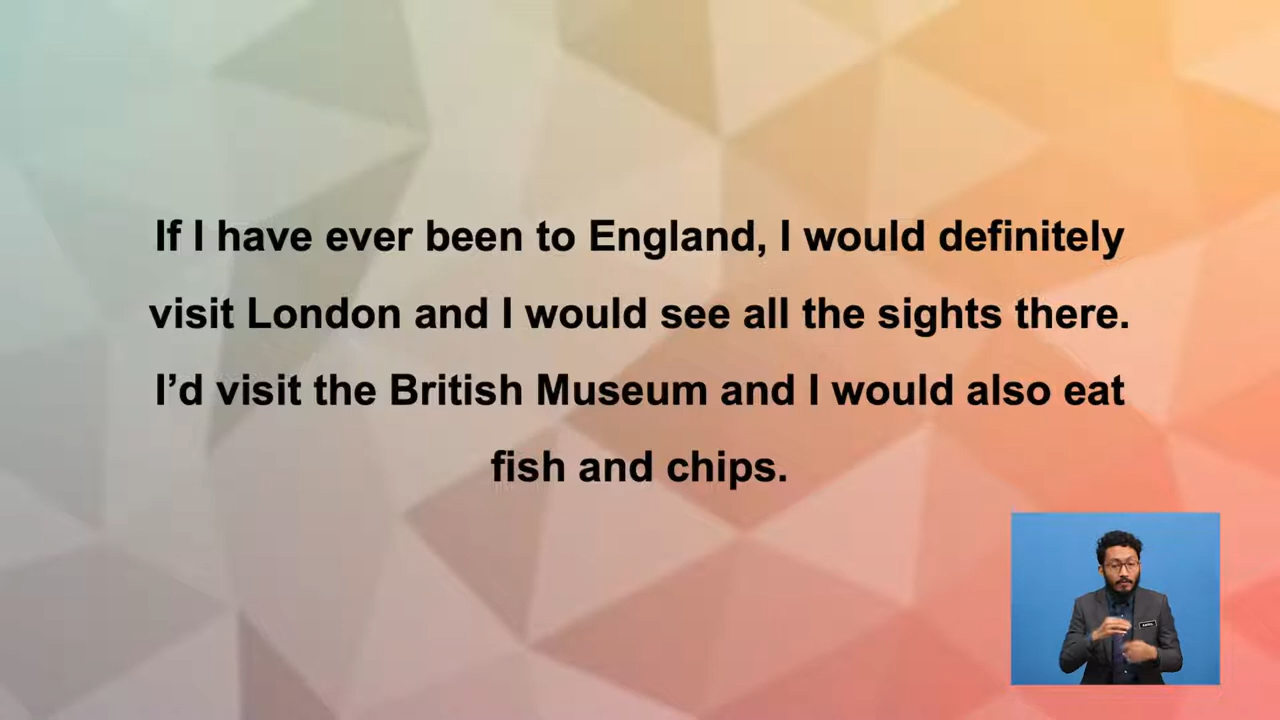 If I have ever been to England, I would definitely
visit London and I would see all the sights there.
I’d visit the British Museum and I would also eat
fish and chips.